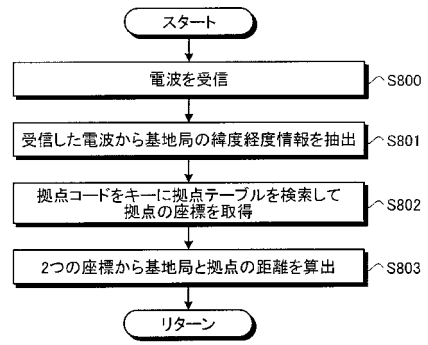 スタート
電波を受信
S800
受信した電波から基地局の緯度経度情報を抽出
S801
拠点コードをキーに拠点テーブルを検索して
拠点の座標を取得
S802
2つの座標から基地局と拠点の距離を算出
S803
リターン